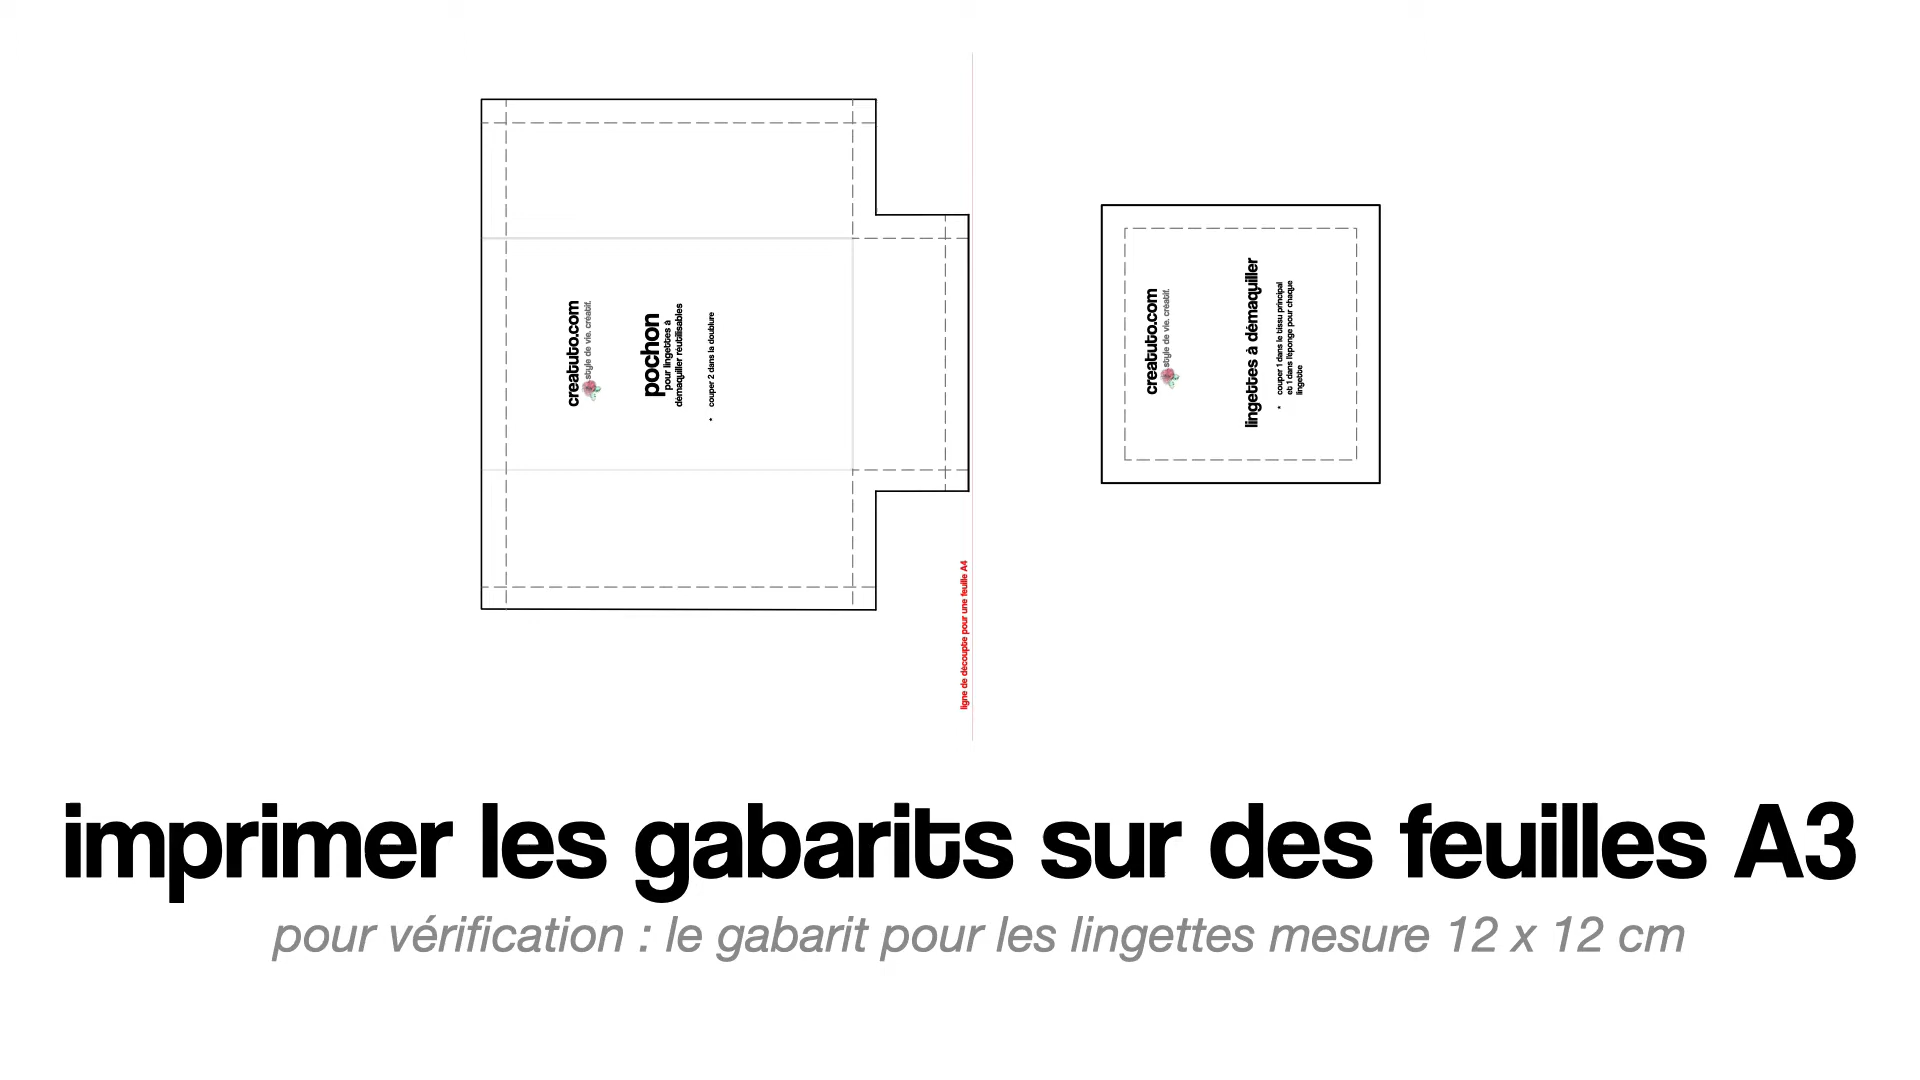 creatuto.com
style de vie. créatif.
pochon
pour lingettes à
démaquiller réutilisables
• couper 2 dans la doublure
ligne de découpte pour une feuille A4
creatuto.com
style de vie. créatif.
lingettes à démaquiller
• couper 1 dans le tissu principal
et 1 dans l'éponge pour chaque
lingette
imprimer les gabarits sur des feuilles A3
pour vérification : le gabarit pour les lingettes mesure 12 x 12 cm